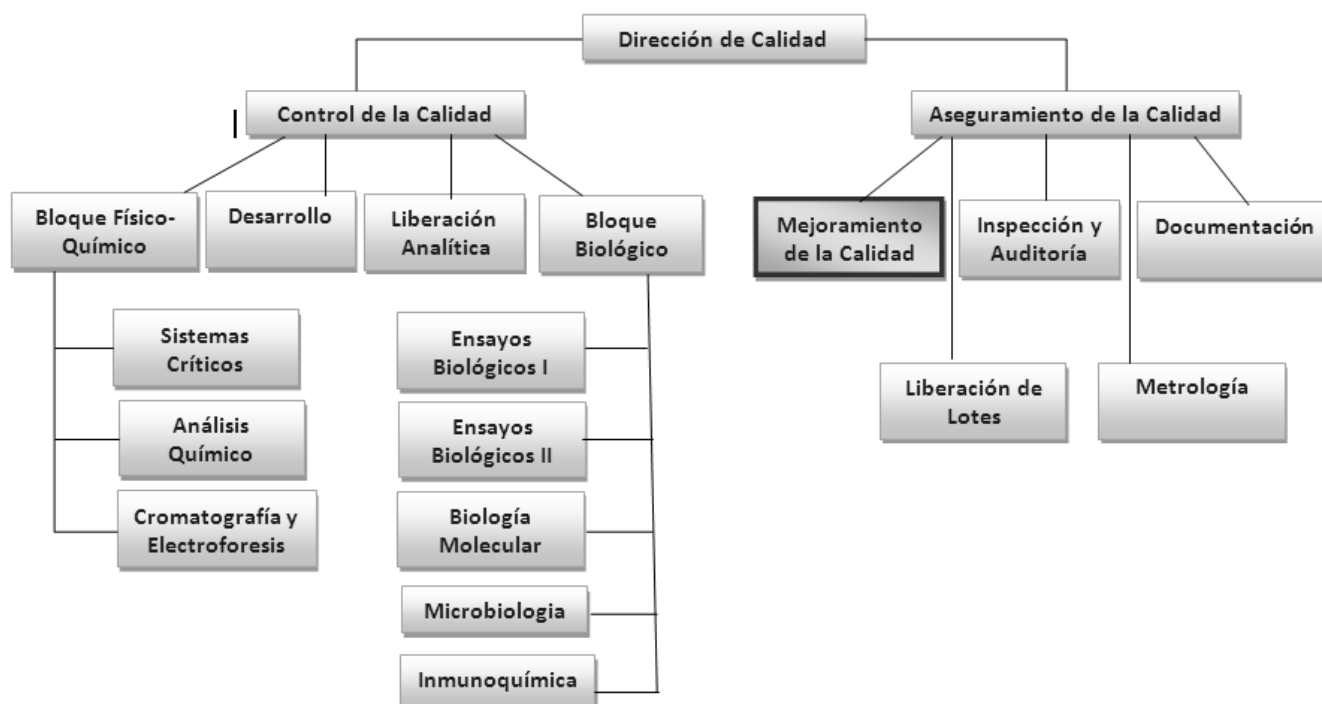 Dirección de Calidad
Control de la Calidad
Aseguramiento de la Calidad
Bloque Físico-
Químico
Desarrollo
Liberación
Analítica
Bloque
Biológico
Mejoramiento
de la Calidad
Inspección y
Auditoría
Documentación
Sistemas
Críticos
Análisis
Químico
Cromatografía y
Electroforesis
Ensayos
Biológicos I
Ensayos
Biológicos II
Biología
Molecular
Microbiologia
Inmunoquímica
Liberación de
Lotes
Metrología